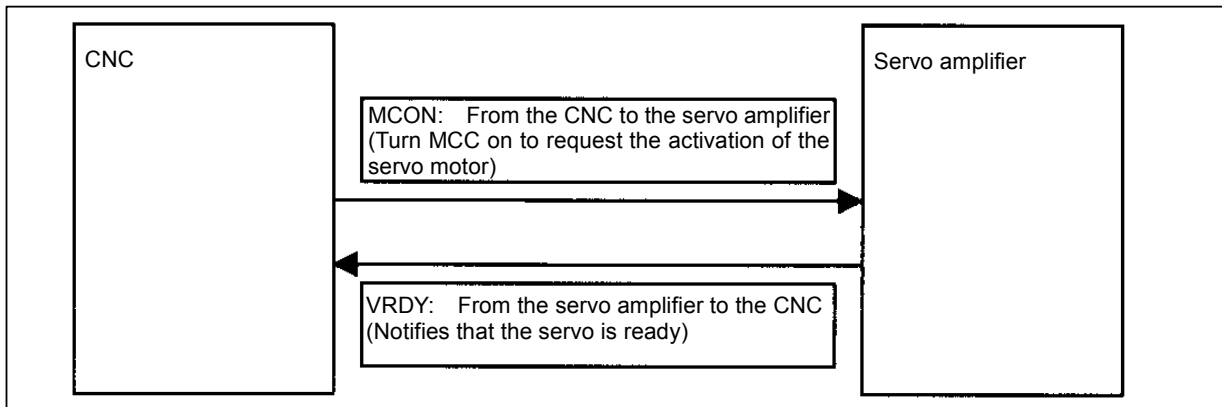 CNC
Servo amplifier
MCON: From the CNC to the servo amplifier
(Turn MCC on to request the activation of the
servo motor)
VRDY: From the servo amplifier to the CNC
(Notifies that the servo is ready)